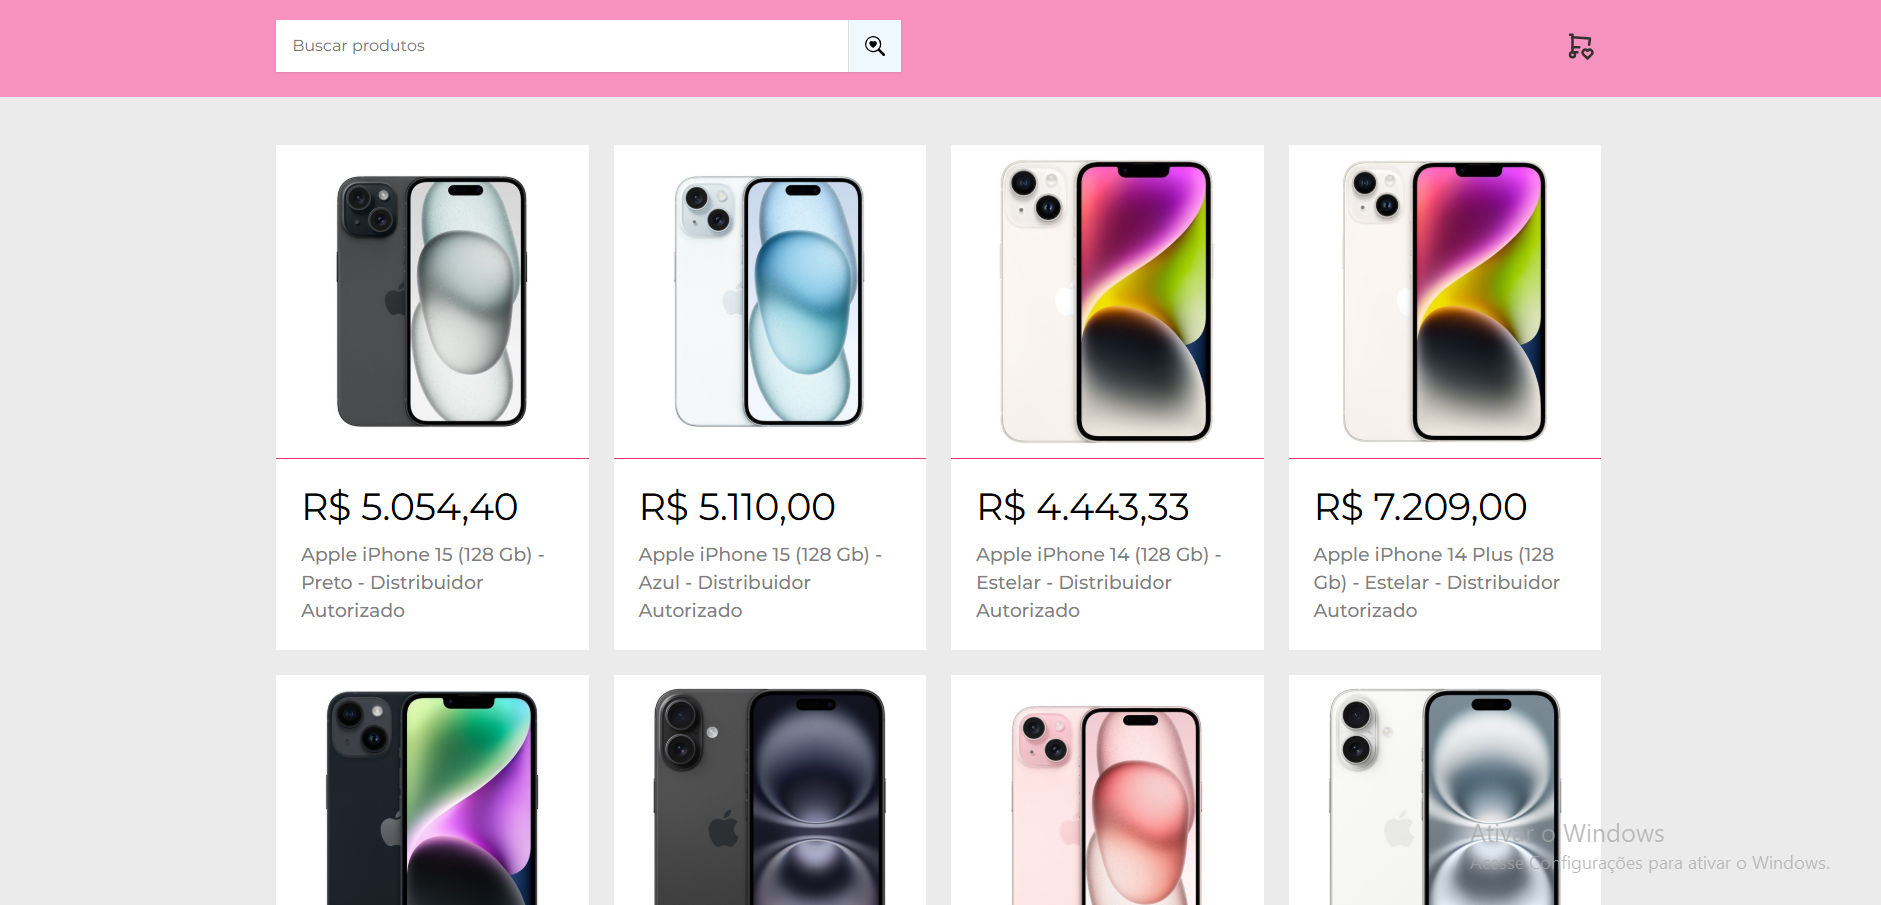 Buscar produtos
R$ 5.054,40
Apple iPhone 15 (128 Gb) -
Preto - Distribuidor
Autorizado
R$ 5.110,00
Apple iPhone 15 (128 Gb) -
Azul - Distribuidor
Autorizado
R$ 4.443,33
Apple iPhone 14 (128 Gb) -
Estelar - Distribuidor
Autorizado
R$ 7.209,00
Apple iPhone 14 Plus (128
Gb) - Estelar - Distribuidor
Autorizado
Ativar o Windows
Acesse Configurações para ativar o Windows.